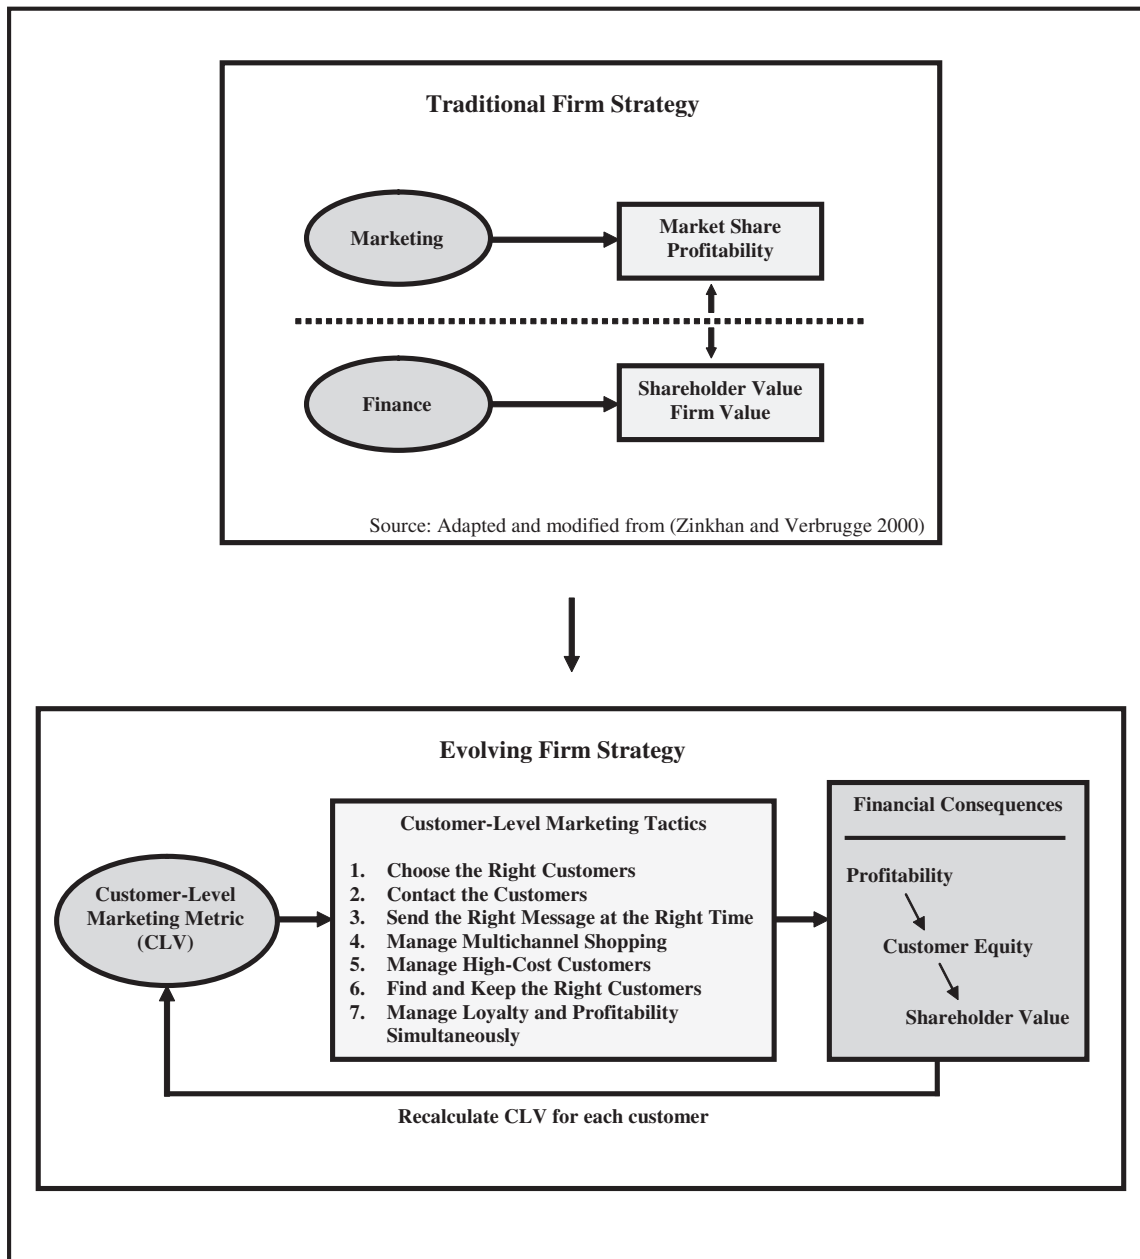 Traditional Firm Strategy
Marketing
Market Share
Profitability
Finance
Shareholder Value
Firm Value
Source: Adapted and modified from (Zinkhan and Verbrugge 2000)
Evolving Firm Strategy
Customer-Level
Marketing Metric
(CLV)
Customer-Level Marketing Tactics
1. Choose the Right Customers
2. Contact the Customers
3. Send the Right Message at the Right Time
4. Manage Multichannel Shopping
5. Manage High-Cost Customers
6. Find and Keep the Right Customers
7. Manage Loyalty and Profitability
Simultaneously
Financial Consequences
Profitability
Customer Equity
Shareholder Value
Recalculate CLV for each customer